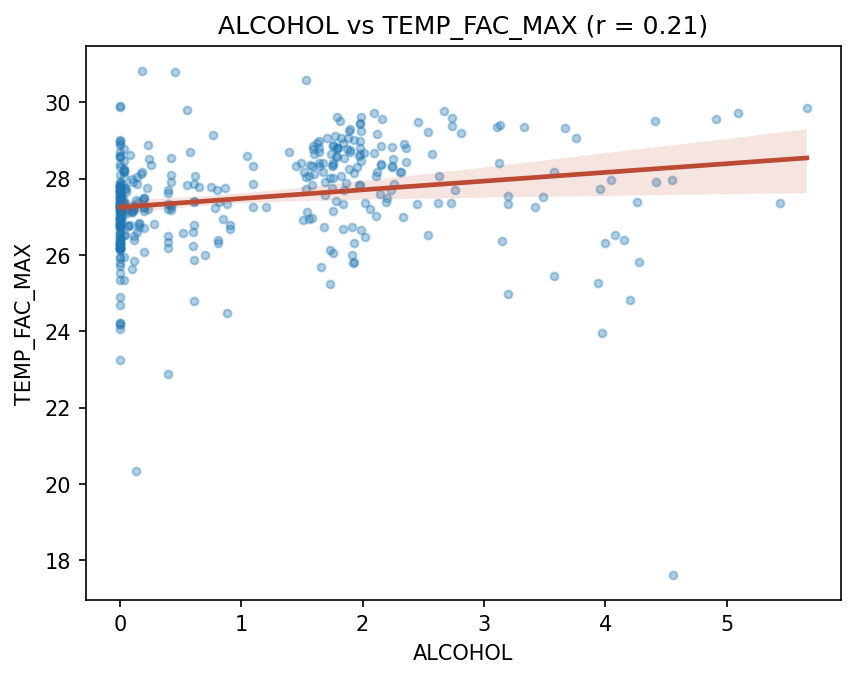 ALCOHOL vs TEMP_FAC_MAX (r = 0.21)
TEMP_FAC_MAX
30
28
26
24
22
20
18
0 1 2 3 4 5
ALCOHOL